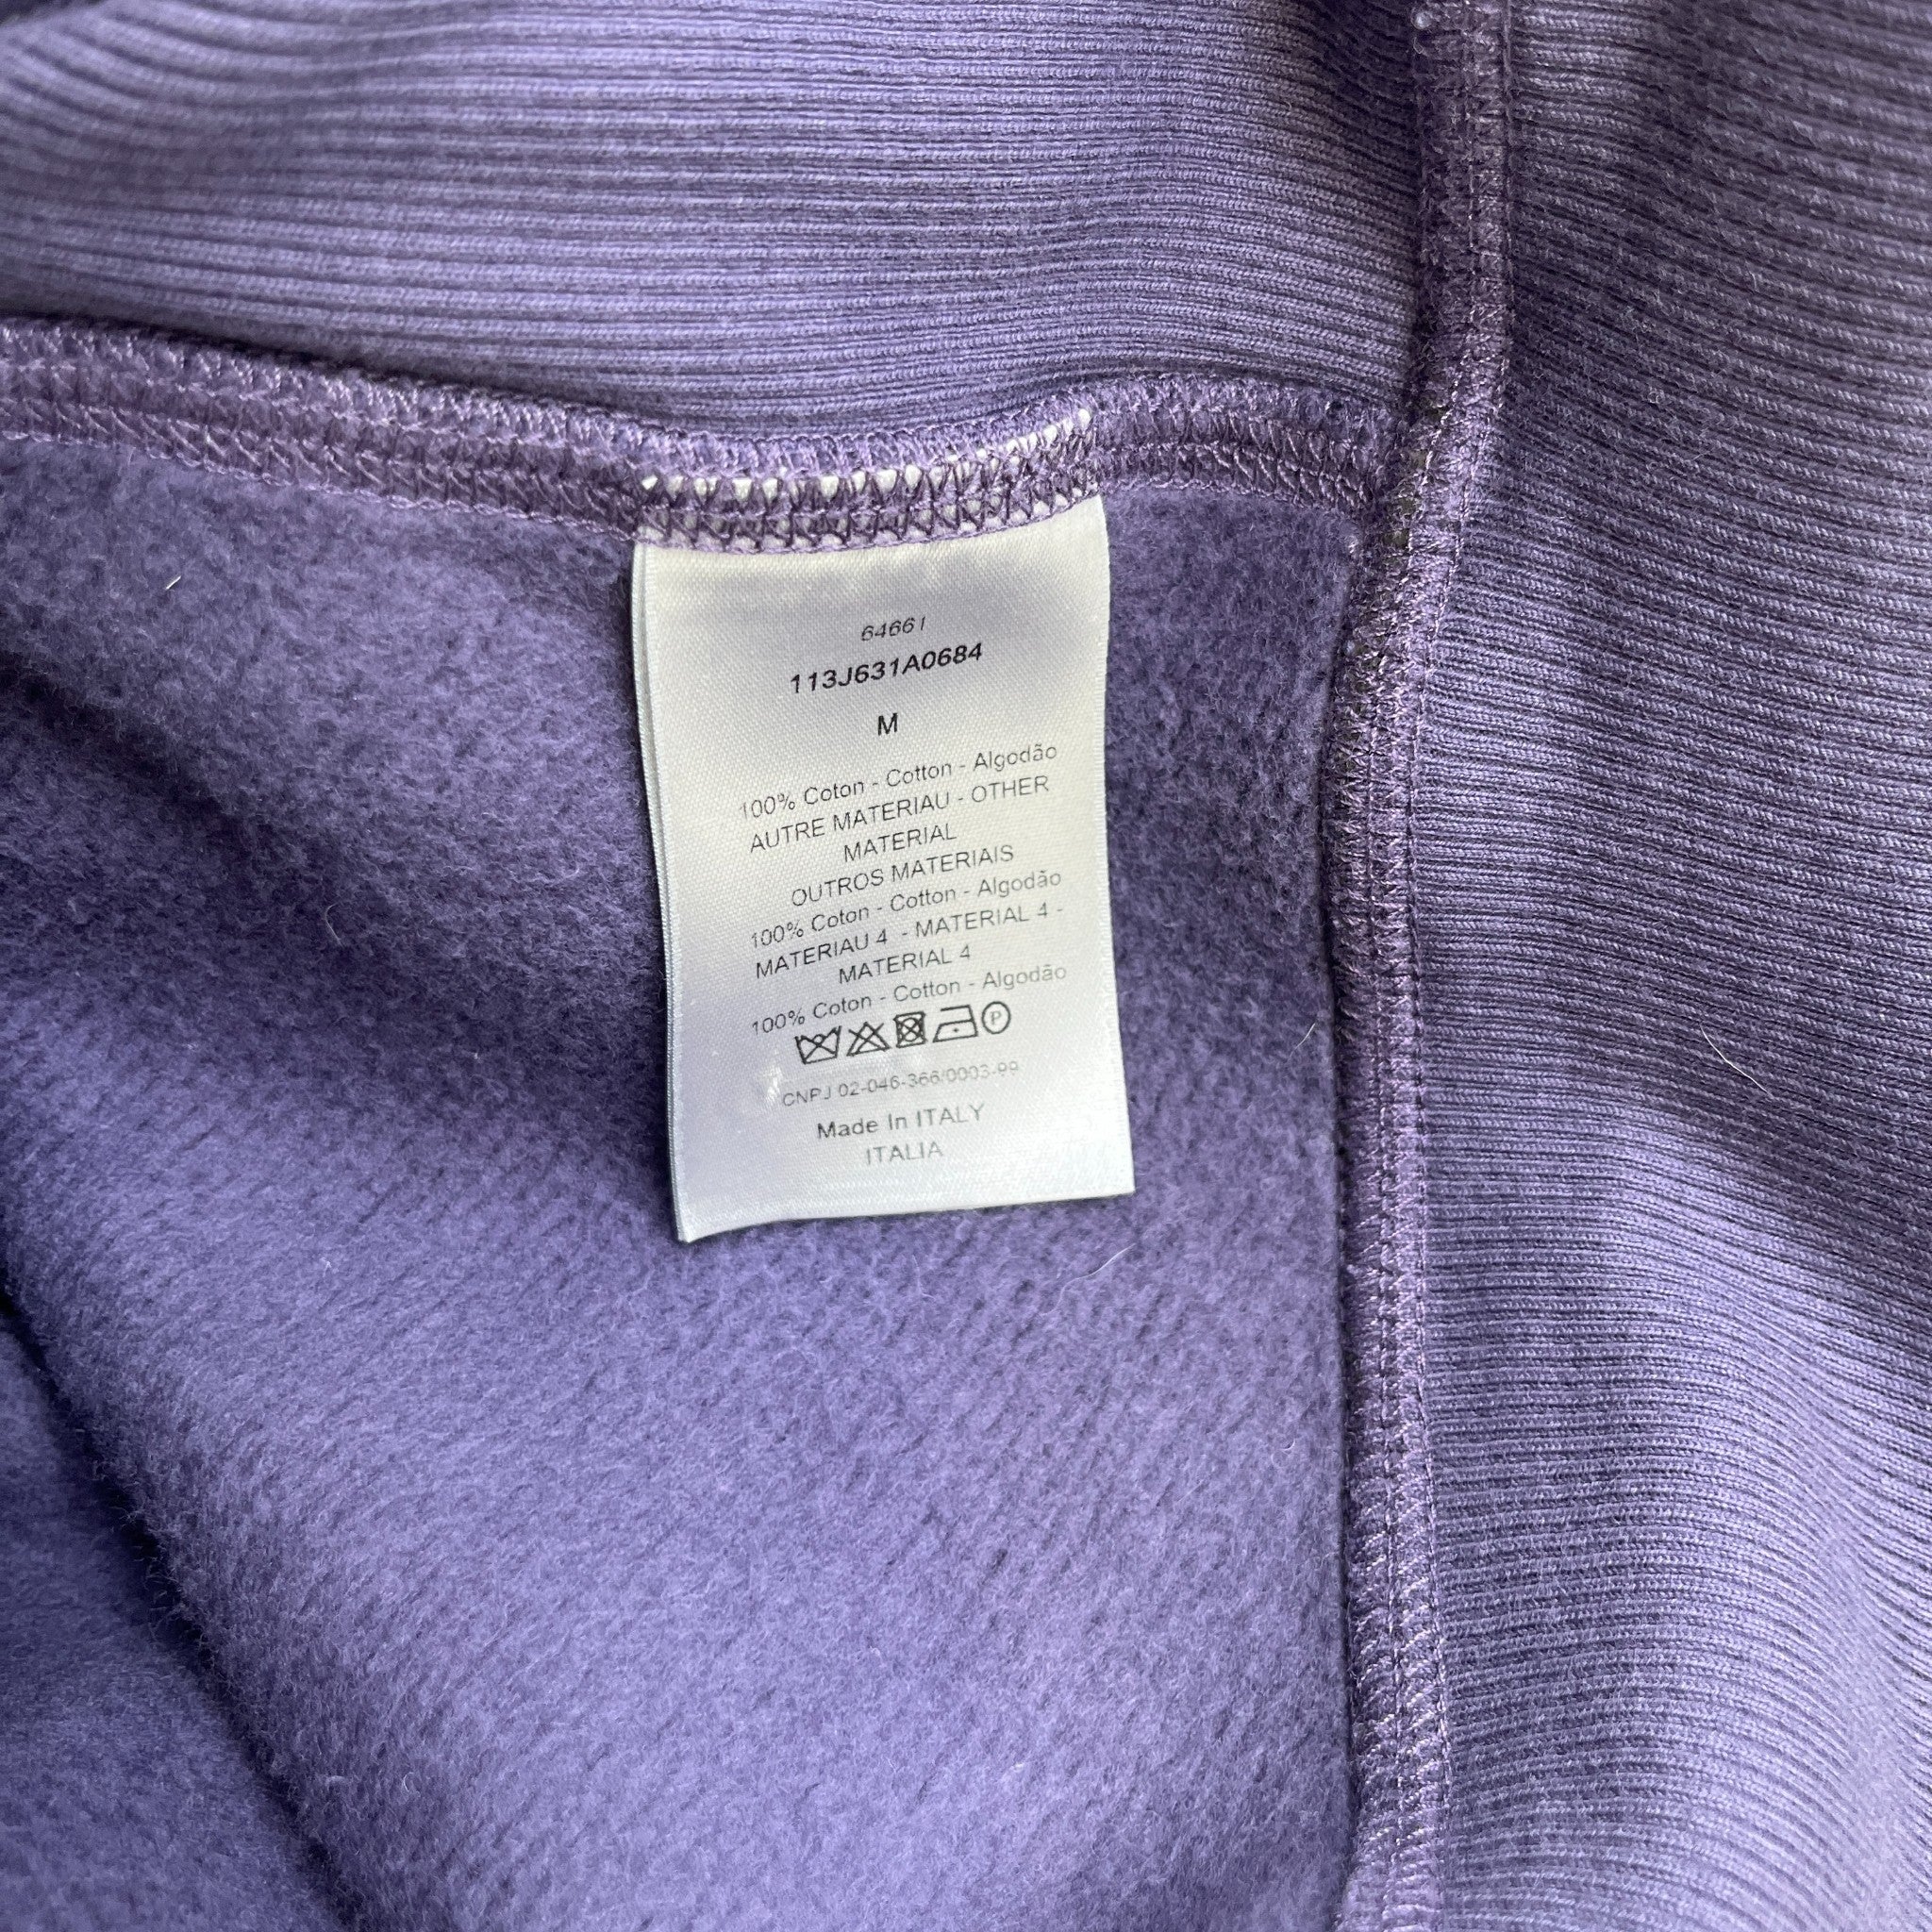 64661
113J631A0684
M
100% Coton - Cotton - Algodão
AUTRE MATERIAU - OTHER
MATERIAL
OUTROS MATERIAIS
100% Coton - Cotton - Algodão
MATERIAU 4 - MATERIAL 4 -
MATERIAL 4
100% Coton - Cotton - Algodão
P
CNPJ 02-046-366/0003-99
Made In ITALY
ITALIA